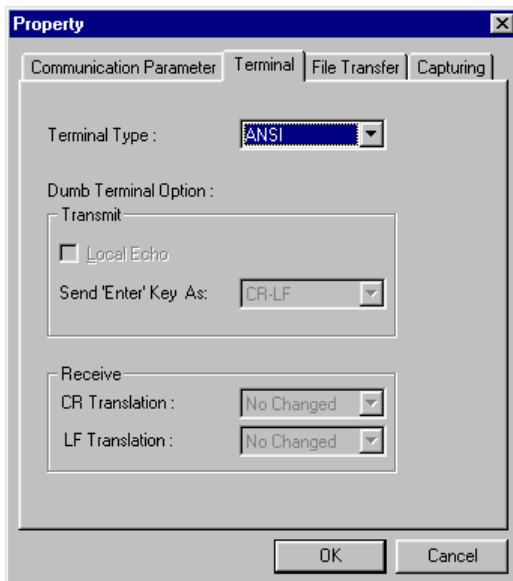 Property
Communication Parameter Terminal File Transfer Capturing
Terminal Type : ANSI
Dumb Terminal Option :
Transmit
Local Echo
Send 'Enter' Key As: CR-LF
Receive
CR Translation : No Changed
LF Translation : No Changed
OK Cancel